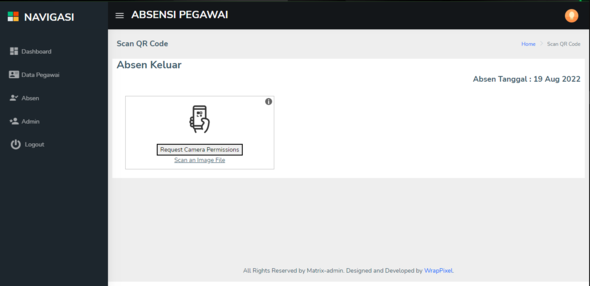 NAVIGASI
ABSENSI PEGAWAI
Dashboard
Data Pegawai
Absen
Admin
Logout
Scan QR Code
Home / Scan QR Code
Absen Keluar
Absen Tanggal : 19 Aug 2022
Request Camera Permissions
Scan an Image File
All Rights Reserved by Matrix-admin. Designed and Developed by WrapPixel.